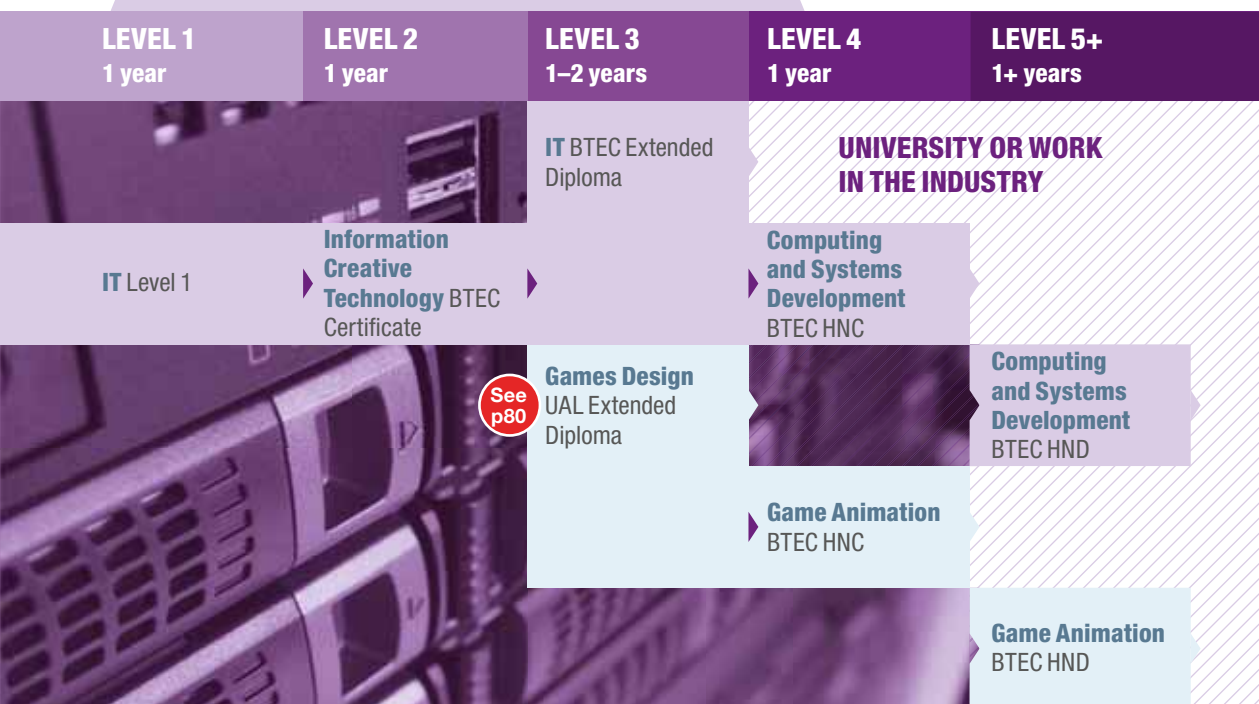 LEVEL 1
1 year
LEVEL 2
1 year
LEVEL 3
1–2 years
LEVEL 4
1 year
LEVEL 5+
1+ years
IT BTEC Extended
Diploma
UNIVERSITY OR WORK
IN THE INDUSTRY
IT Level 1
Information
Creative
Technology BTEC
Certificate
Computing
and Systems
Development
BTEC HNC
See
p80
Games Design
UAL Extended
Diploma
Computing
and Systems
Development
BTEC HND
Game Animation
BTEC HNC
Game Animation
BTEC HND